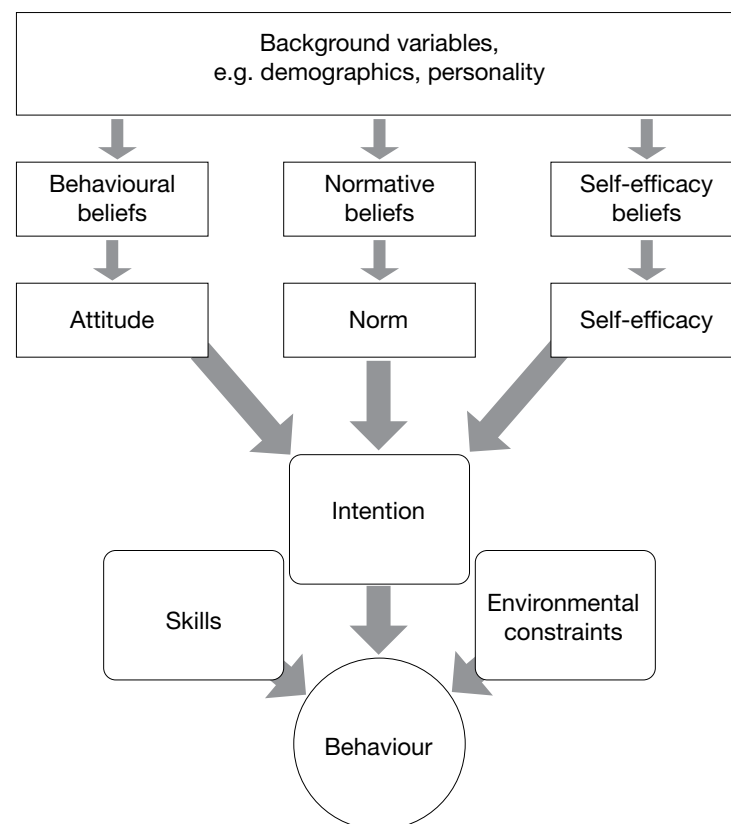 Background variables,
e.g. demographics, personality
Behavioural
beliefs
Normative
beliefs
Self-efficacy
beliefs
Attitude
Norm
Self-efficacy
Intention
Skills
Environmental
constraints
Behaviour